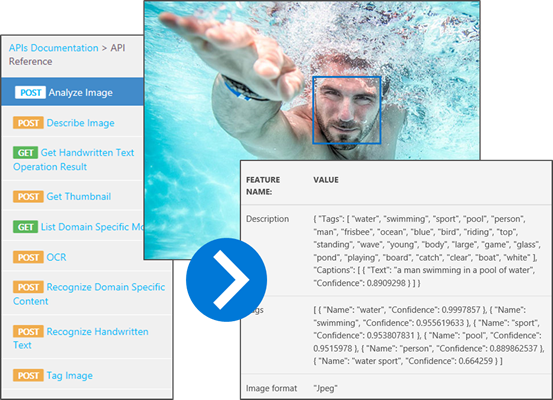 APIs Documentation > API
Reference
POST Analyze Image
POST Describe Image
GET Get Handwritten Text
Operation Result
POST Get Thumbnail
GET List Domain Specific Mo
POST OCR
POST Recognize Domain Specific
Content
POST Recognize Handwritten
Text
POST Tag Image
FEATURE
NAME:
VALUE
Description
{ "Tags": [ "water", "swimming", "sport", "pool", "person",
"man", "frisbee", "ocean", "blue", "bird", "riding", "top",
"standing", "wave", "young", "body", "large", "game", "glass",
"pond", "playing", "board", "catch", "clear", "boat", "white" ],
"Captions": [ { "Text": "a man swimming in a pool of water",
"Confidence": 0.8909298 } ] }
gs
[ { "Name": "water", "Confidence": 0.9997857 }, { "Name":
"swimming", "Confidence": 0.955619633 }, { "Name": "sport",
"Confidence": 0.953807831 }, { "Name": "pool", "Confidence":
0.9515978 }, { "Name": "person", "Confidence": 0.889862537 },
{ "Name": "water sport", "Confidence": 0.664259 } ]
Image format
"Jpeg"